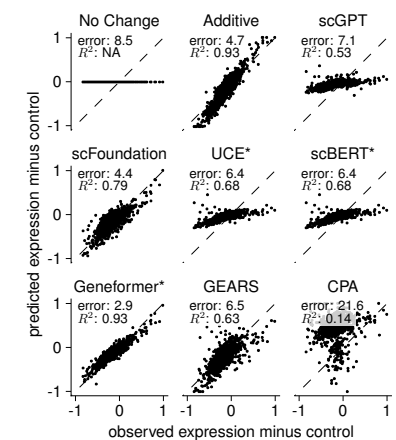 No Change
error: 8.5
R²: NA
Additive
error: 4.7
R²: 0.93
scGPT
error: 7.1
R²: 0.53
1
0
-1
scFoundation
error: 4.4
R²: 0.79
UCE*
error: 6.4
R²: 0.68
scBERT*
error: 6.4
R²: 0.68
1
0
-1
Geneformer*
error: 2.9
R²: 0.93
GEARS
error: 6.5
R²: 0.63
CPA
error: 21.6
R²: 0.14
1
0
-1
-1 0 1 -1 0 1 -1 0 1
predicted expression minus control
observed expression minus control